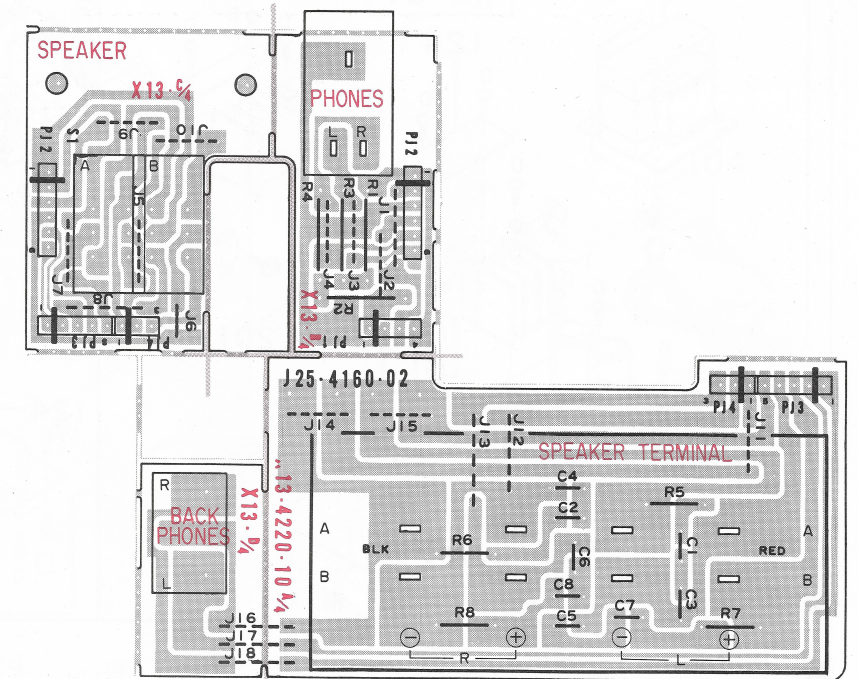 SPEAKER
X13-C/4
PHONES
L R
PJ2
S1
J9
J10
PJ2
A B
J5
R4 R3 R1 J1
J7
J8
J6
J4 J3 J2
R2
X13-B/4
PJ3
PJ4
PJ1
J25-4160-02
J14 J15 J13 J12 J11
PJ4 PJ3
SPEAKER TERMINAL
C4
R5
C2
R
BACK
PHONES
L
X13-D/4
13-4220-10 A/4
A
BLK
R6
C6
C1
RED
A
B
C8
B
C3
R8
C5
C7
R7
J16
J17
J18
− + − +
R L